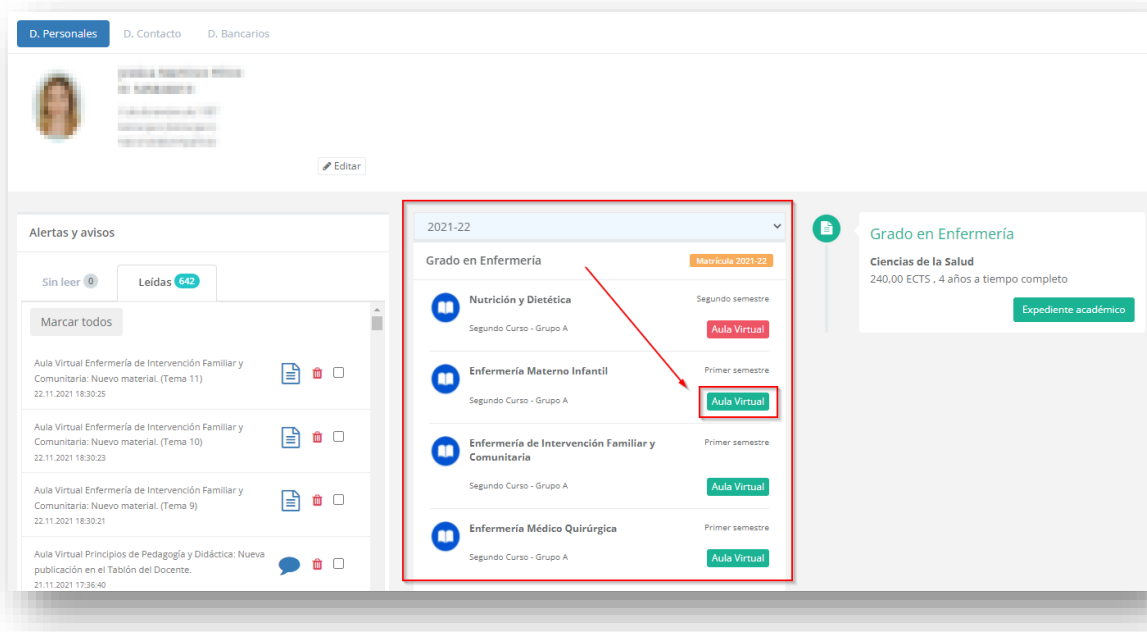 D. Personales
D. Contacto
D. Bancarios
Editar
Alertas y avisos
Sin leer 0
Leídas 642
Marcar todos
Aula Virtual Enfermería de Intervención Familiar y
Comunitaria: Nuevo material. (Tema 11)
22.11.2021 18:30:25
Aula Virtual Enfermería de Intervención Familiar y
Comunitaria: Nuevo material. (Tema 10)
22.11.2021 18:30:23
Aula Virtual Enfermería de Intervención Familiar y
Comunitaria: Nuevo material. (Tema 9)
22.11.2021 18:30:21
Aula Virtual Principios de Pedagogía y Didáctica: Nueva
publicación en el Tablón del Docente.
21.11.2021 17:36:40
2021-22
Grado en Enfermería
Matrícula 2021-22
Nutrición y Dietética
Segundo semestre
Segundo Curso - Grupo A
Aula Virtual
Enfermería Materno Infantil
Primer semestre
Segundo Curso - Grupo A
Aula Virtual
Enfermería de Intervención Familiar y
Comunitaria
Primer semestre
Segundo Curso - Grupo A
Aula Virtual
Enfermería Médico Quirúrgica
Primer semestre
Segundo Curso - Grupo A
Aula Virtual
Grado en Enfermería
Ciencias de la Salud
240,00 ECTS , 4 años a tiempo completo
Expediente académico